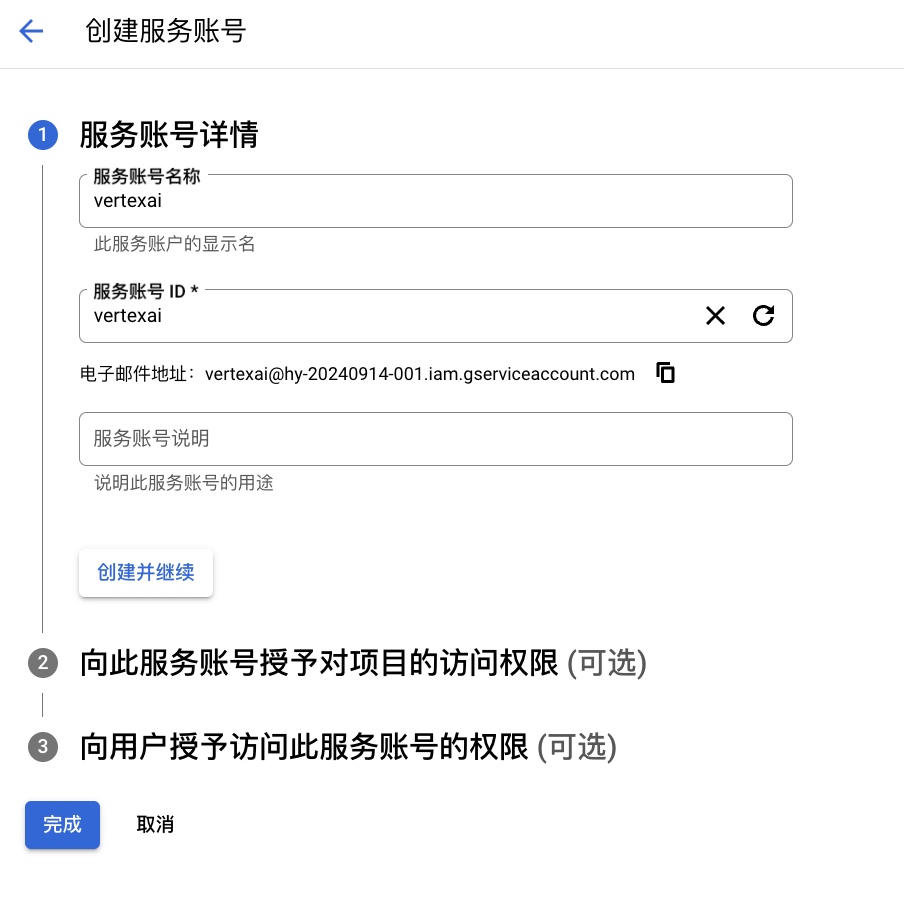 创建服务账号
1 服务账号详情
服务账号名称
vertexai
此服务账户的显示名
服务账号 ID *
vertexai
电子邮件地址：vertexai@hy-20240914-001.iam.gserviceaccount.com
服务账号说明
说明此服务账号的用途
创建并继续
2 向此服务账号授予对项目的访问权限 (可选)
3 向用户授予访问此服务账号的权限 (可选)
完成 取消